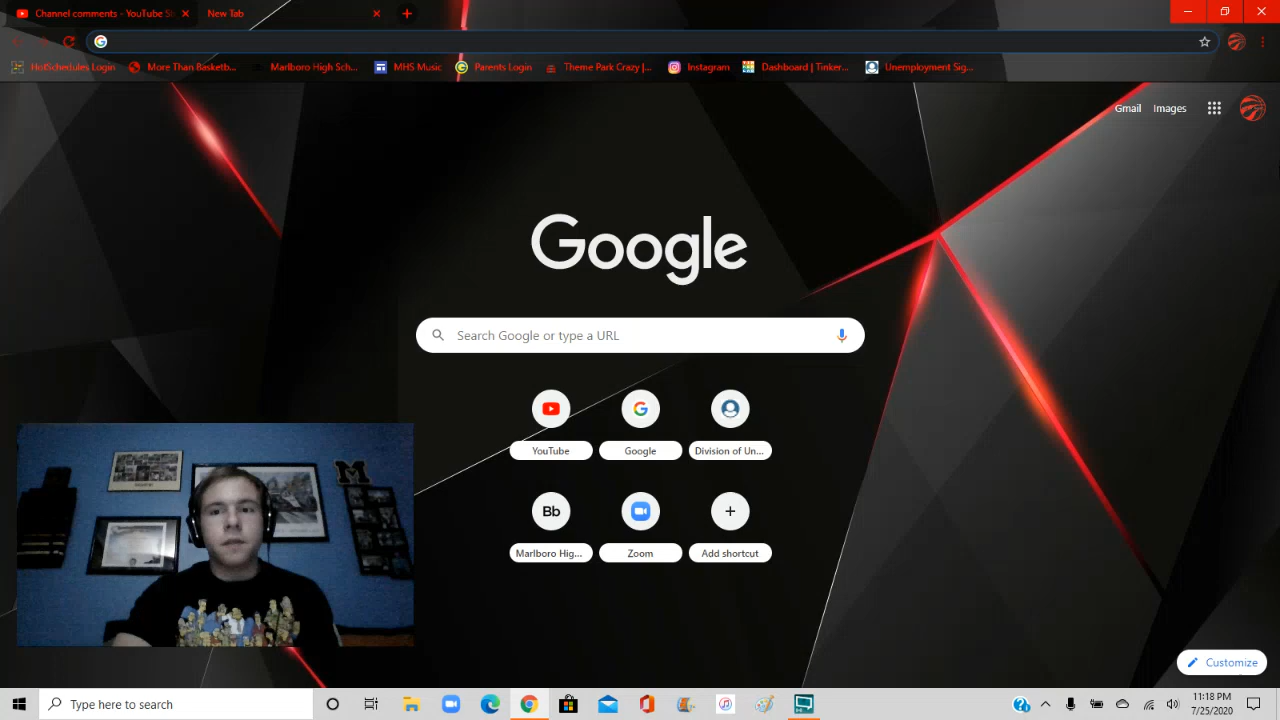 Channel comments - YouTube St
New Tab
HotSchedules Login
More Than Basketb...
Marlboro High Sch...
MHS Music
Parents Login
Theme Park Crazy |...
Instagram
Dashboard | Tinker...
Unemployment Sig...
Gmail
Images
Google
Search Google or type a URL
YouTube
Google
Division of Un...
Bb
Marlboro Hig...
Zoom
Add shortcut
M
Customize
Type here to search
11:18 PM
7/25/2020